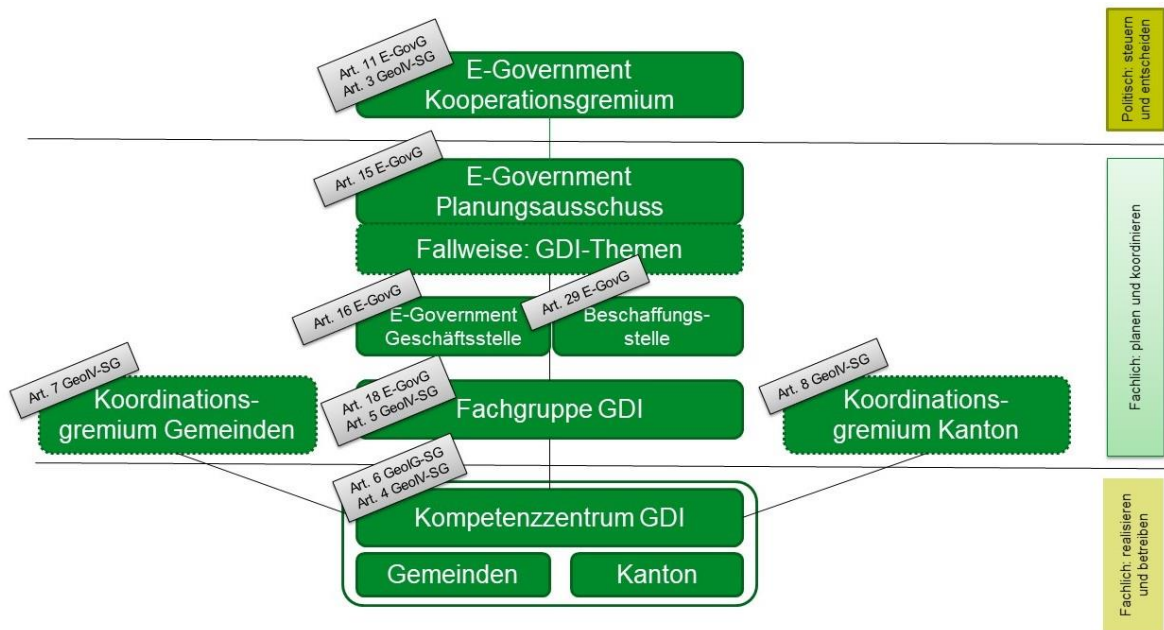 Art. 11 E-GovG
Art. 3 GeoIV-SG
E-Government
Kooperationsgremium
Politisch: steuern
und entscheiden
Art. 15 E-GovG
E-Government
Planungsausschuss
Fallweise: GDI-Themen
Art. 16 E-GovG
E-Government
Geschäftsstelle
Art. 29 E-GovG
Beschaffungs-
stelle
Fachlich: planen und koordinieren
Art. 7 GeoIV-SG
Koordinations-
gremium Gemeinden
Art. 18 E-GovG
Art. 5 GeoIV-SG
Fachgruppe GDI
Art. 8 GeoIV-SG
Koordinations-
gremium Kanton
Art. 6 GeoIG-SG
Art. 4 GeoIV-SG
Kompetenzzentrum GDI
Gemeinden
Kanton
Fachlich: realisieren
und betreiben